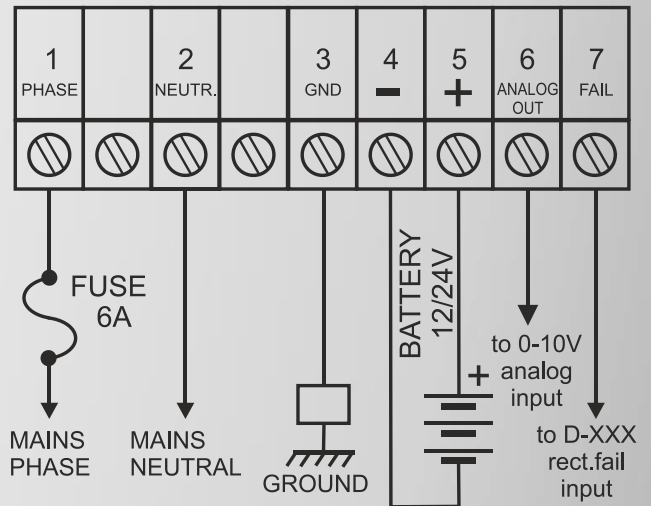 1
PHASE
2
NEUTR.
3
GND
4
-
5
+
6
ANALOG
OUT
7
FAIL
FUSE
6A
BATTERY
12/24V
+
MAINS
PHASE
MAINS
NEUTRAL
GROUND
to 0-10V
analog
input
to D-XXX
rect.fail
input